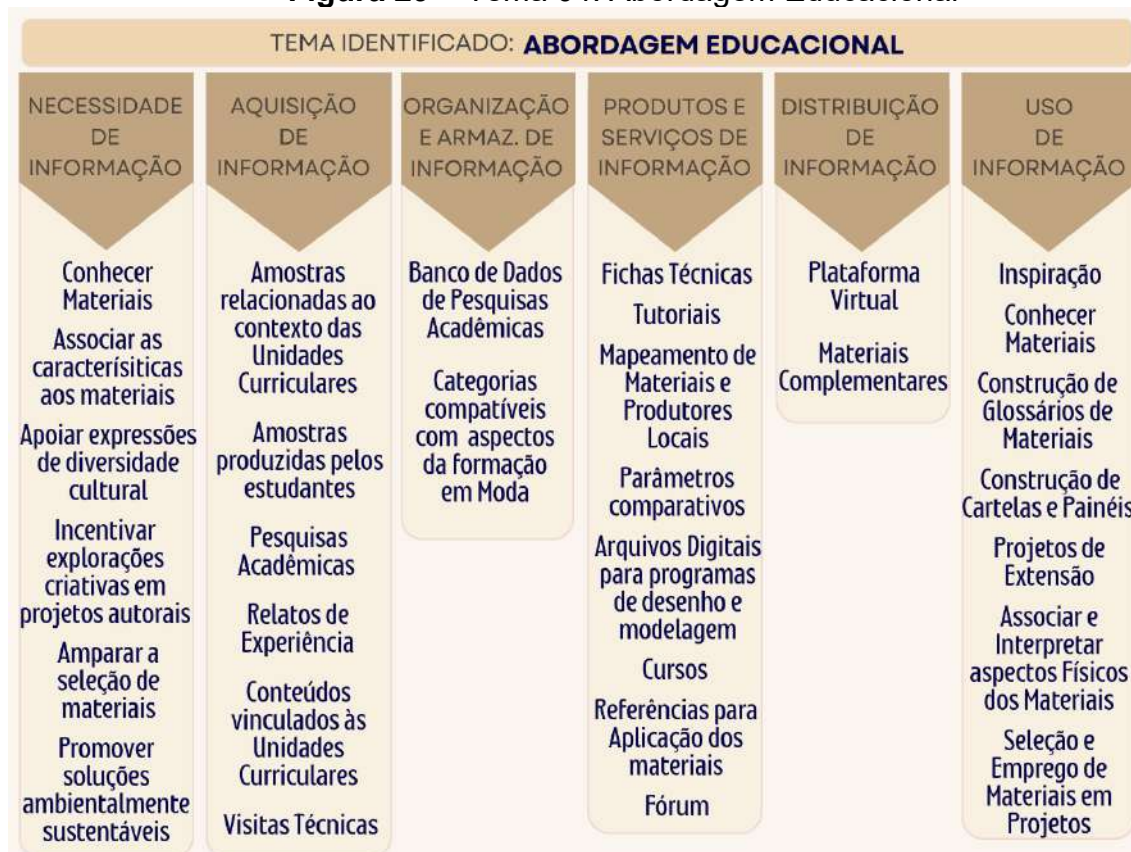 TEMA IDENTIFICADO: ABORDAGEM EDUCACIONAL
NECESSIDADE
DE
INFORMAÇÃO
Conhecer
Materiais
Associar as
caracterísiticas
aos materiais
Apoiar expressões
de diversidade
cultural
Incentivar
explorações
criativas em
projetos autorais
Amparar a
seleção de
materiais
Promover
soluções
ambientalmente
sustentáveis
AQUISIÇÃO
DE
INFORMAÇÃO
Amostras
relacionadas ao
contexto das
Unidades
Curriculares
Amostras
produzidas pelos
estudantes
Pesquisas
Acadêmicas
Relatos de
Experiência
Conteúdos
vinculados às
Unidades
Curriculares
Visitas Técnicas
ORGANIZAÇÃO
E ARMAZ. DE
INFORMAÇÃO
Banco de Dados
de Pesquisas
Acadêmicas
Categorias
compatíveis
com aspectos
da formação
em Moda
PRODUTOS E
SERVIÇOS DE
INFORMAÇÃO
Fichas Técnicas
Tutoriais
Mapeamento de
Materiais e
Produtores
Locais
Parâmetros
comparativos
Arquivos Digitais
para programas
de desenho e
modelagem
Cursos
Referências para
Aplicação dos
materiais
Fórum
DISTRIBUIÇÃO
DE
INFORMAÇÃO
Plataforma
Virtual
Materiais
Complementares
USO
DE
INFORMAÇÃO
Inspiração
Conhecer
Materiais
Construção de
Glossários de
Materiais
Construção de
Cartelas e Painéis
Projetos de
Extensão
Associar e
Interpretar
aspectos Físicos
dos Materiais
Seleção e
Emprego de
Materiais em
Projetos